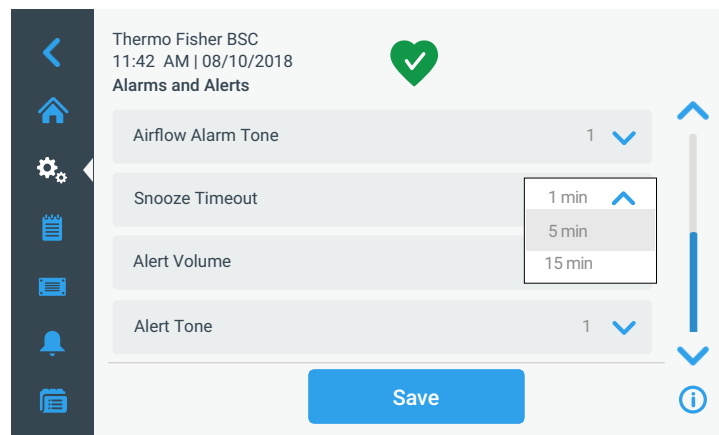 Thermo Fisher BSC
11:42 AM | 08/10/2018
Alarms and Alerts
Airflow Alarm Tone 1
Snooze Timeout 1 min
5 min
Alert Volume 15 min
Alert Tone 1
Save